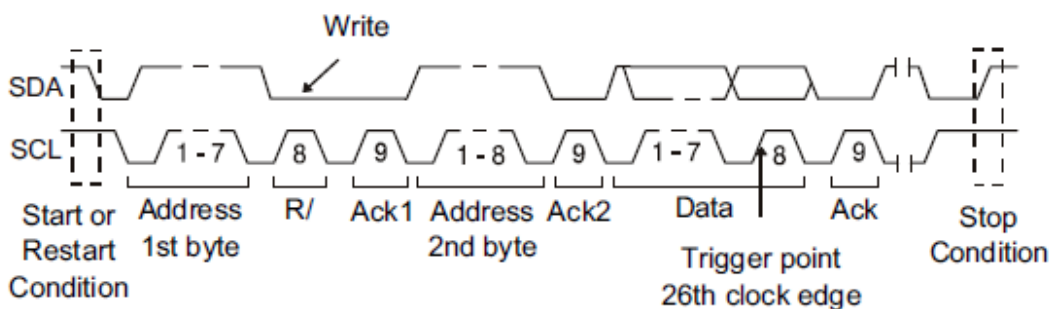 Write
SDA
SCL
1 - 7
8
9
1 - 8
9
1 - 7
8
9
Start or
Restart
Condition
Address
1st byte
R/
Ack1
Address
2nd byte
Ack2
Data
Ack
Stop
Condition
Trigger point
26th clock edge